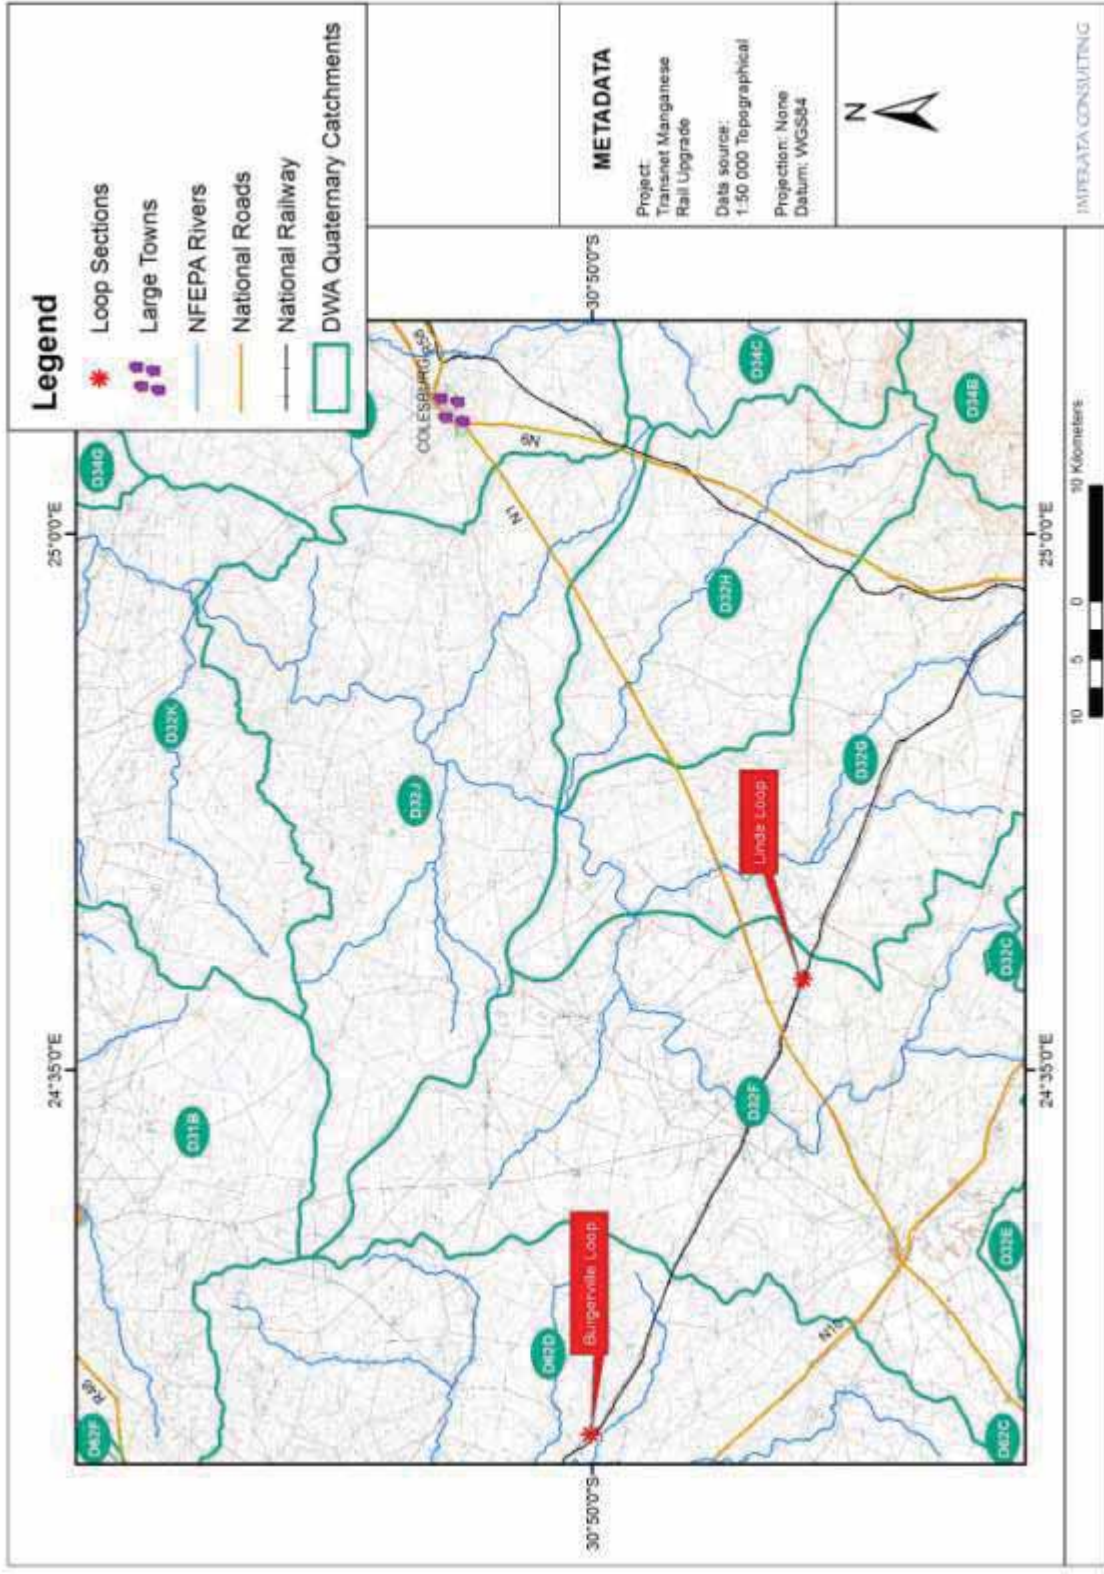 Legend
Loop Sections
Large Towns
NFEPA Rivers
National Roads
National Railway
DWA Quaternary Catchments
METADATA
Project:
Transnet Manganese
Rail Upgrade
Data source:
1:50 000 Topographical
Projection: None
Datum: WGS84
N
IMPERATA CONSULTING
24°35'0"E
25°0'0"E
30°50'0"S
30°50'0"S
24°35'0"E
25°0'0"E
D62F
R48
D31B
D32K
D34G
D32J
COLESBURG
R58
N9
N1
D62D
Burgerville Loop
D32F
Linde Loop
D32H
D34C
D32G
N10
D62C
D32E
D32C
D34B
10
5
0
10 Kilometers